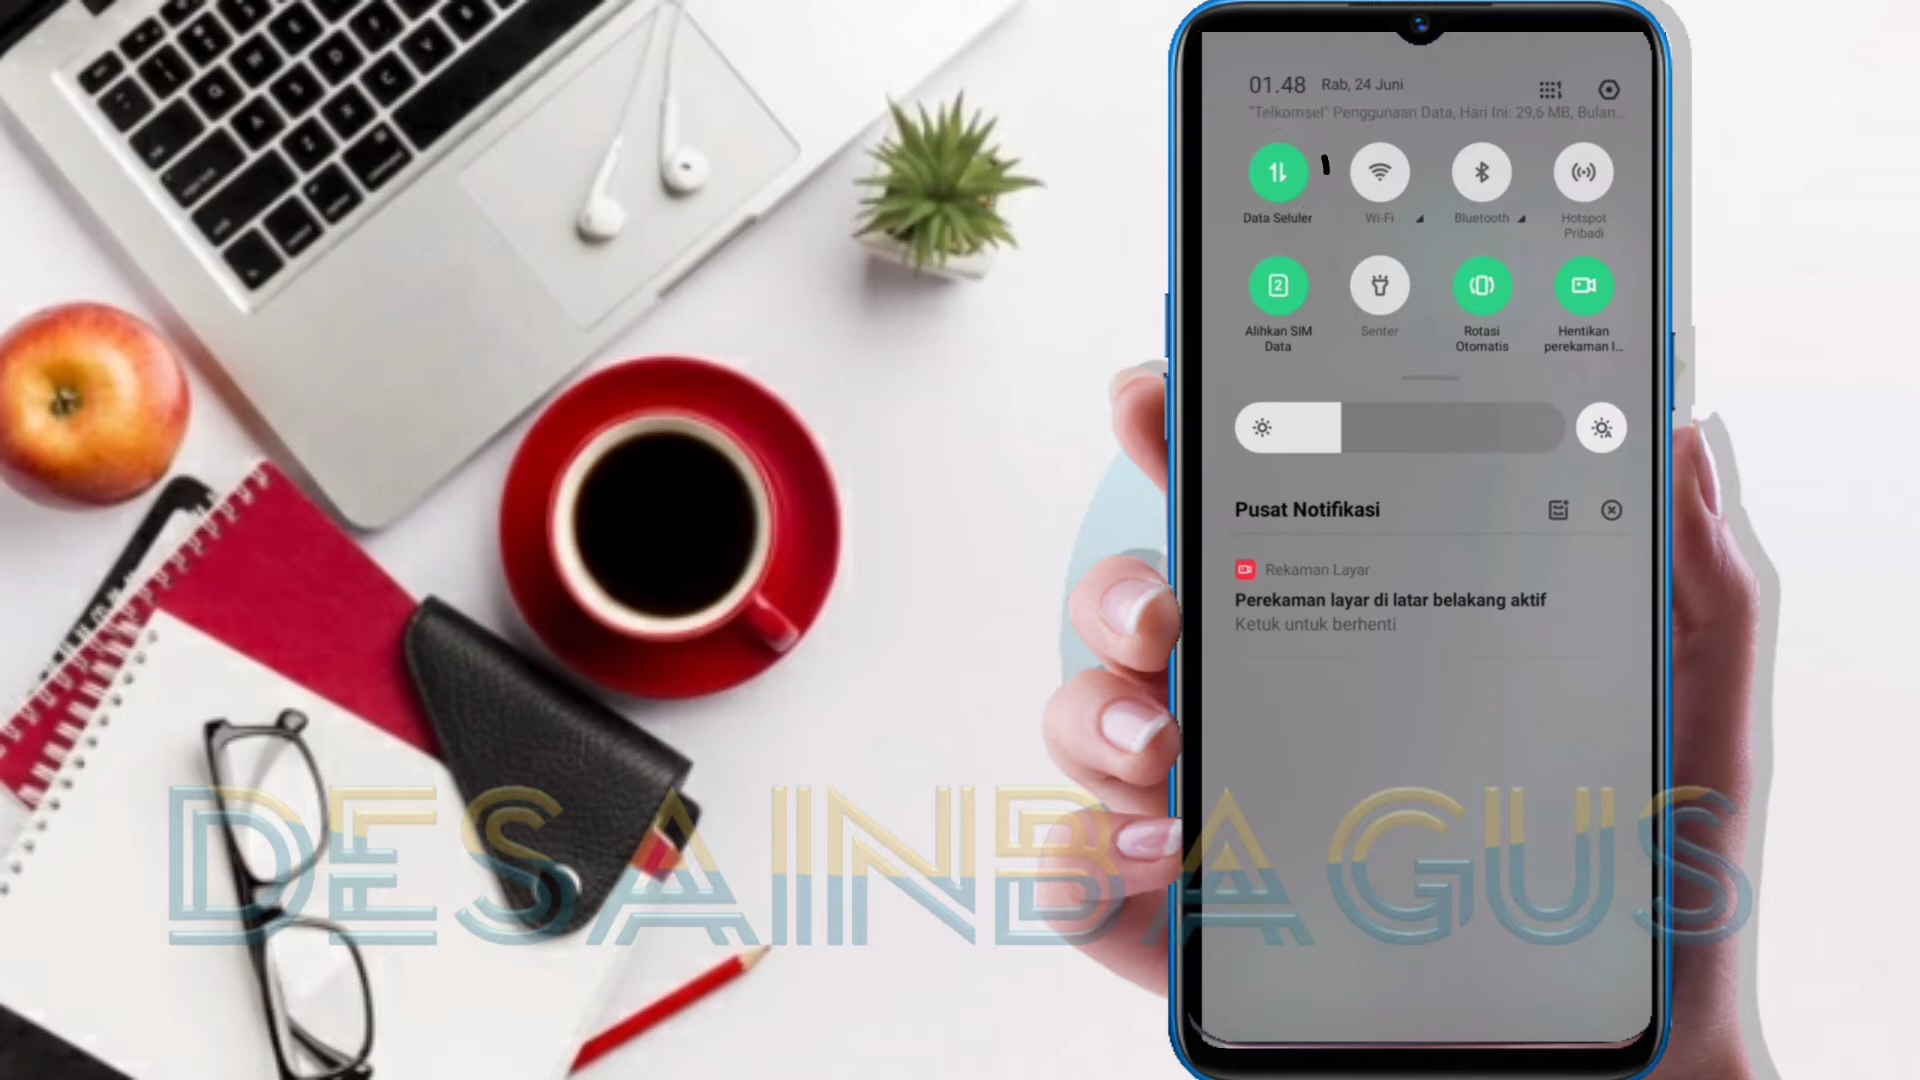 01.48 Rab, 24 Juni
"Telkomsel" Penggunaan Data, Hari Ini: 29,6 MB, Bulan...
Data Seluler
Wi-Fi
Bluetooth
Hotspot
Pribadi
2
Alihkan SIM
Data
Senter
Rotasi
Otomatis
Hentikan
perekaman l...
Pusat Notifikasi
Rekaman Layar
Perekaman layar di latar belakang aktif
Ketuk untuk berhenti
DESAINBAGUS